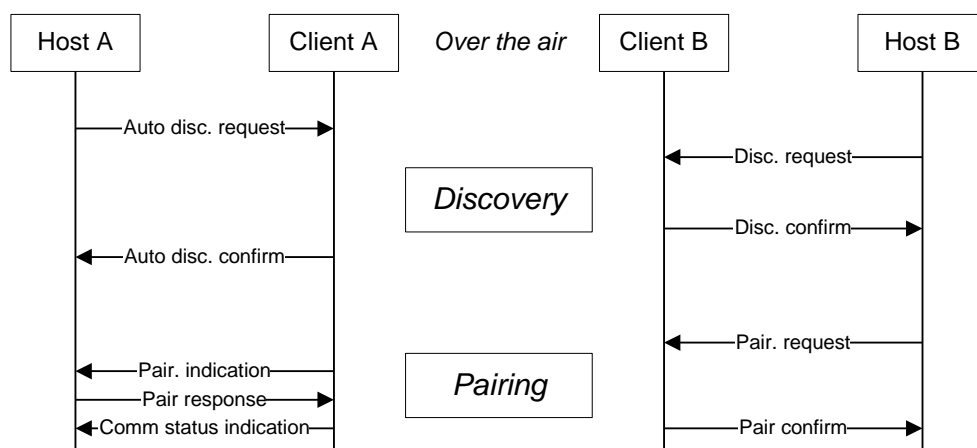 Host A
Client A
Over the air
Client B
Host B
Auto disc. request
Disc. request
Discovery
Disc. confirm
Auto disc. confirm
Pair. request
Pair. indication
Pairing
Pair response
Comm status indication
Pair confirm